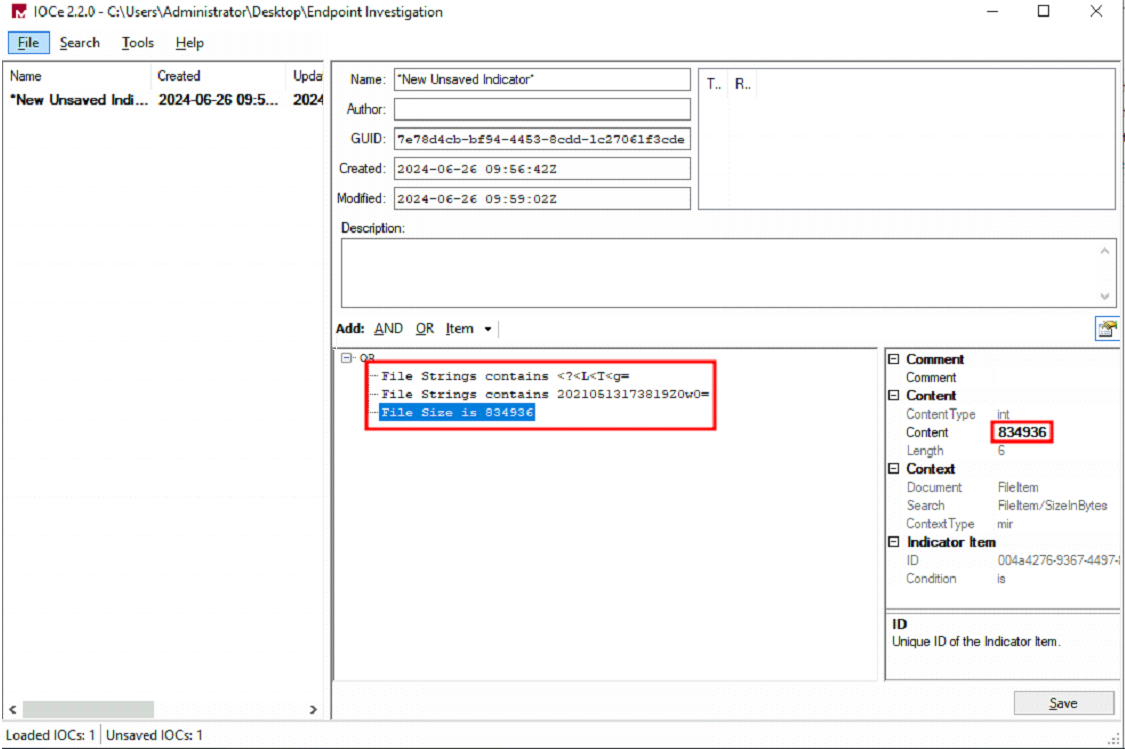 IOCe 2.2.0 - C:\Users\Administrator\Desktop\Endpoint Investigation
File Search Tools Help
Name Created Upda
*New Unsaved Indi... 2024-06-26 09:5... 2024
Name: *New Unsaved Indicator*
Author:
GUID: 7e78d4cb-bf94-4453-8cdd-1c27061f3cde
Created: 2024-06-26 09:56:42Z
Modified: 2024-06-26 09:59:02Z
T.. R..
Description:
Add: AND OR Item
OR
File Strings contains <?<L<T<g=
File Strings contains 20210513173819Z0w0=
File Size is 834936
Comment
Comment
Content
ContentType int
Content 834936
Length 6
Context
Document FileItem
Search FileItem/SizeInBytes
ContextType mir
Indicator Item
ID 004a4276-9367-4497-
Condition is
ID
Unique ID of the Indicator Item.
Save
Loaded IOCs: 1 Unsaved IOCs: 1